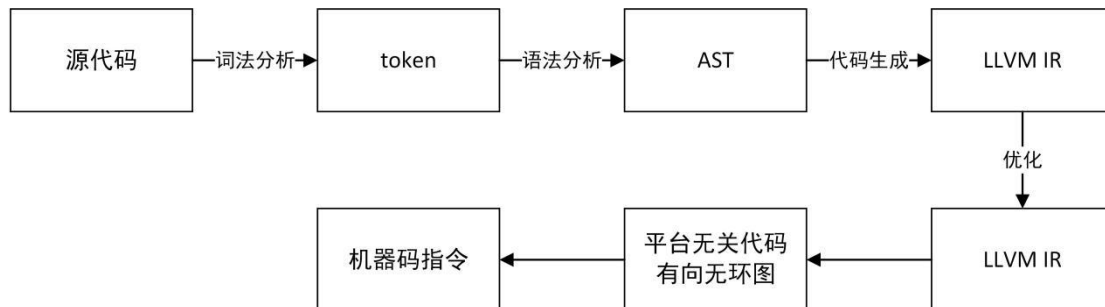 源代码
词法分析
token
语法分析
AST
代码生成
LLVM IR
优化
机器码指令
平台无关代码
有向无环图
LLVM IR